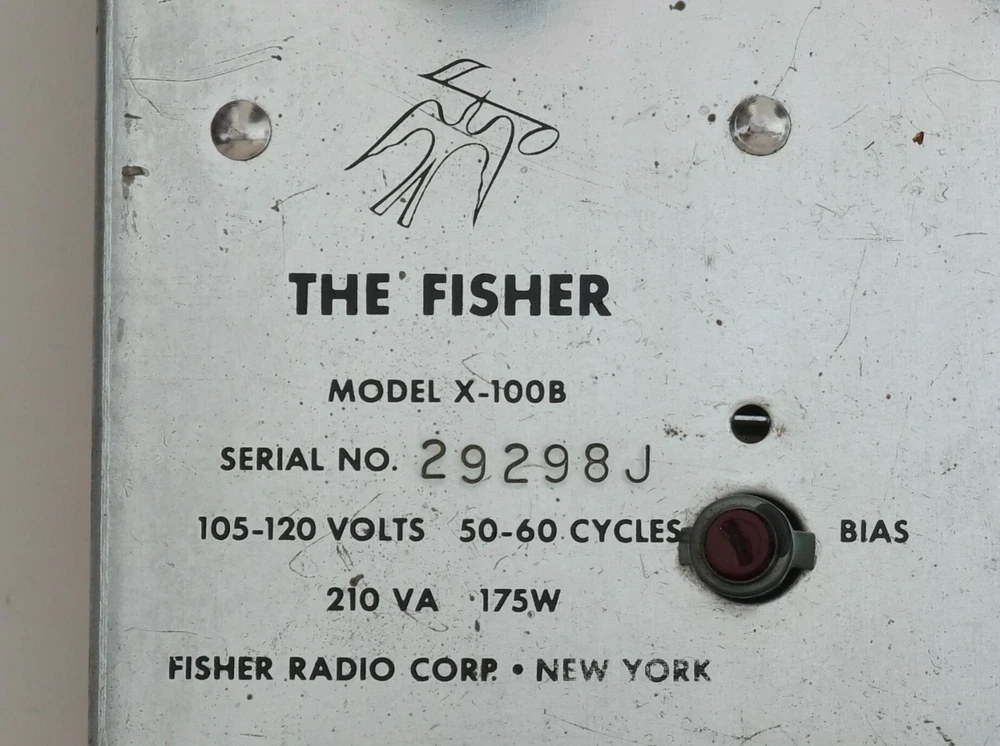 THE FISHER
MODEL X-100B
SERIAL NO. 29298J
105-120 VOLTS 50-60 CYCLES
BIAS
210 VA 175W
FISHER RADIO CORP. • NEW YORK